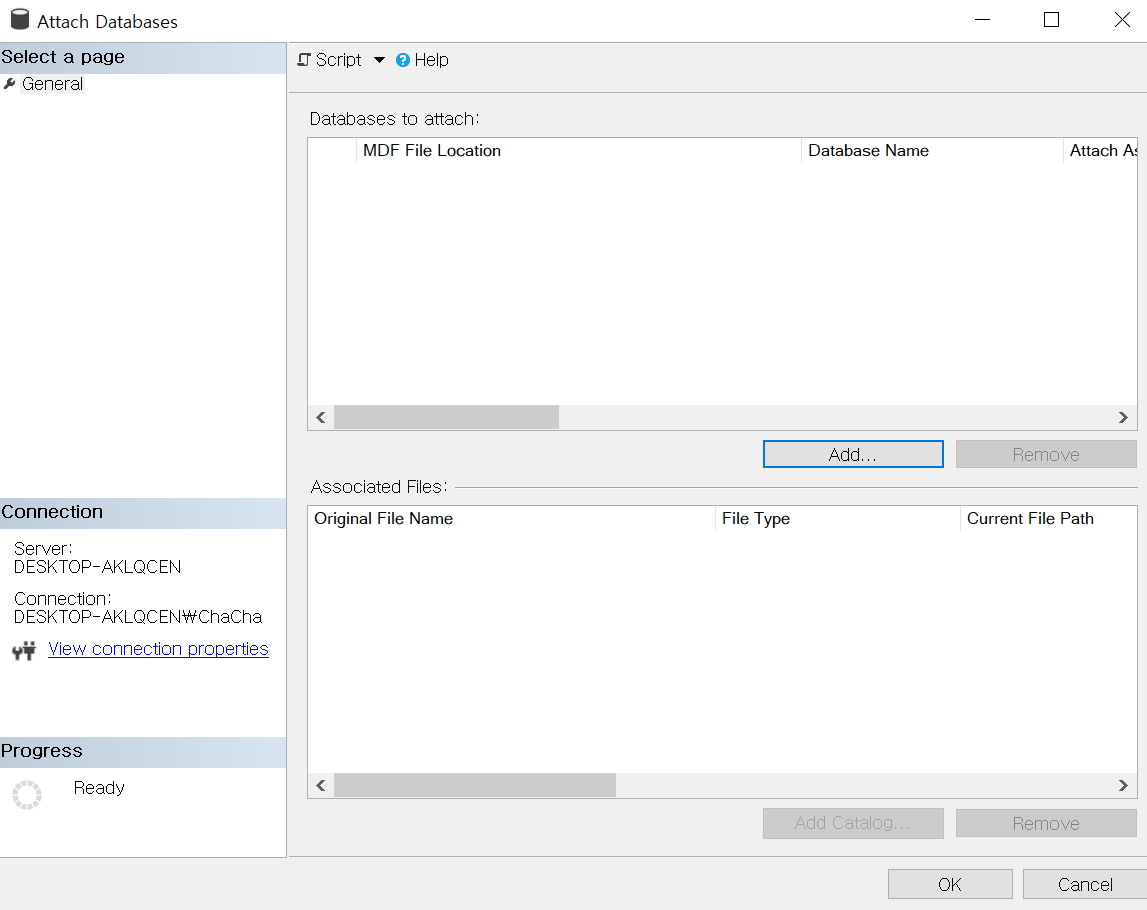 Attach Databases
Select a page
General
Script
Help
Databases to attach:
MDF File Location
Database Name
Attach As
Add...
Remove
Associated Files:
Original File Name
File Type
Current File Path
Add Catalog...
Remove
Connection
Server:
DESKTOP-AKLQCEN
Connection:
DESKTOP-AKLQCEN₩ChaCha
View connection properties
Progress
Ready
OK
Cancel